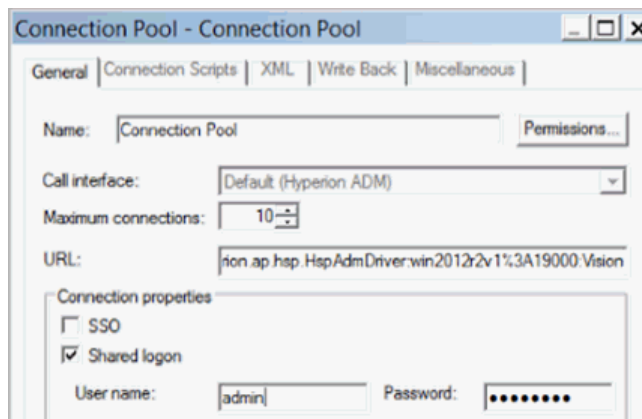 Connection Pool - Connection Pool
General Connection Scripts XML Write Back Miscellaneous
Name: Connection Pool Permissions...
Call interface: Default (Hyperion ADM)
Maximum connections: 10
URL: rion.ap.hsp.HspAdmDriver:win2012r2v1%3A19000:Vision
Connection properties
SSO
Shared logon
User name: admin Password: ●●●●●●●●